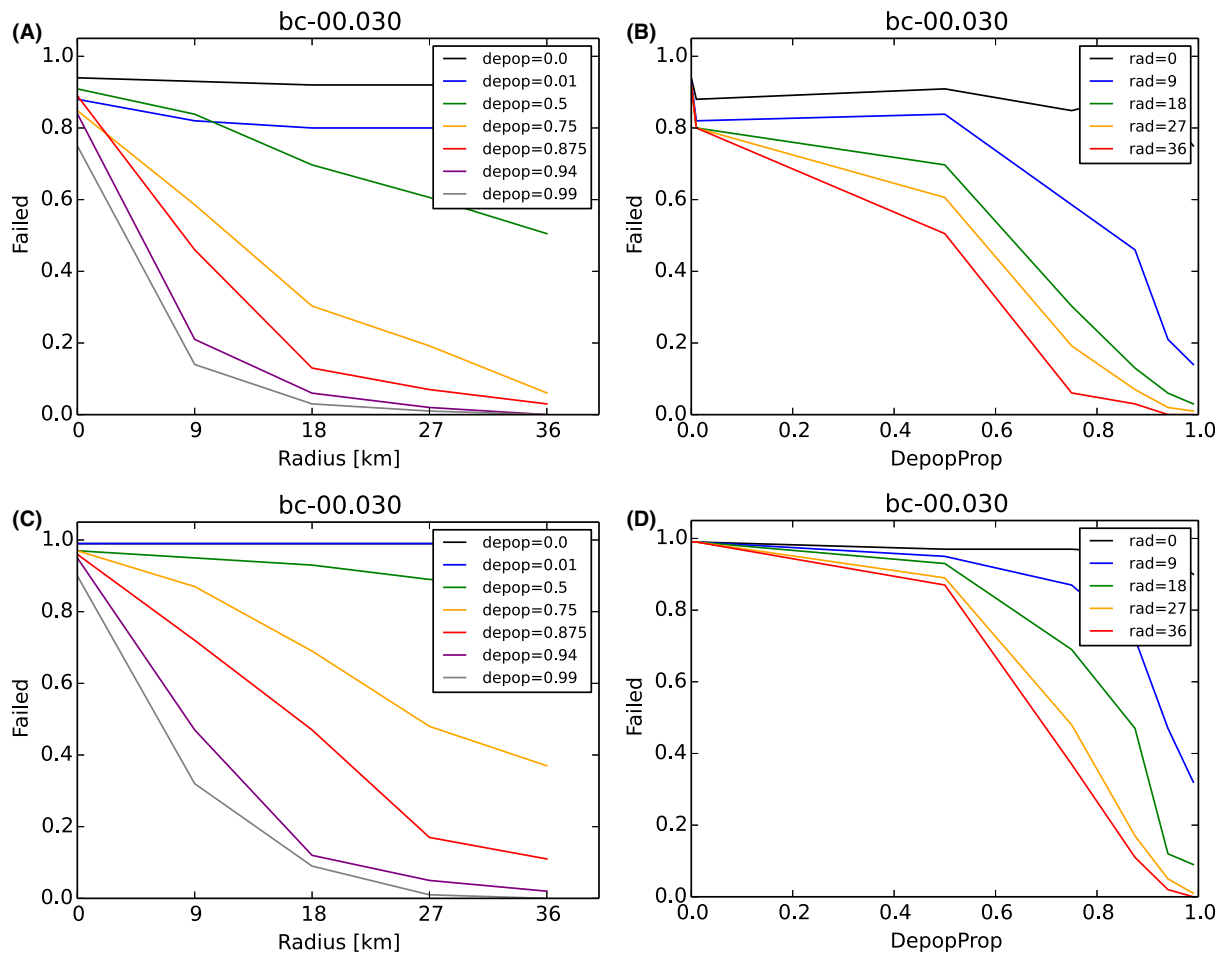 (A)
bc-00.030
Failed
1.0
0.8
0.6
0.4
0.2
0.0
depop=0.0
depop=0.01
depop=0.5
depop=0.75
depop=0.875
depop=0.94
depop=0.99
0 9 18 27 36
Radius [km]
(B)
bc-00.030
Failed
1.0
0.8
0.6
0.4
0.2
0.0
rad=0
rad=9
rad=18
rad=27
rad=36
0.0 0.2 0.4 0.6 0.8 1.0
DepopProp
(C)
bc-00.030
Failed
1.0
0.8
0.6
0.4
0.2
0.0
depop=0.0
depop=0.01
depop=0.5
depop=0.75
depop=0.875
depop=0.94
depop=0.99
0 9 18 27 36
Radius [km]
(D)
bc-00.030
Failed
1.0
0.8
0.6
0.4
0.2
0.0
rad=0
rad=9
rad=18
rad=27
rad=36
0.0 0.2 0.4 0.6 0.8 1.0
DepopProp